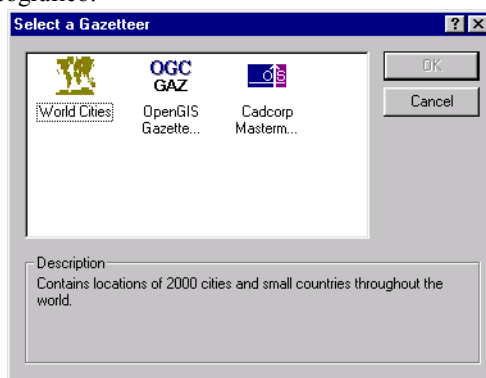 Select a Gazetteer
OK
Cancel
OGC
GAZ
World Cities
OpenGIS
Gazette...
Cadcorp
Masterm...
Description
Contains locations of 2000 cities and small countries throughout the
world.